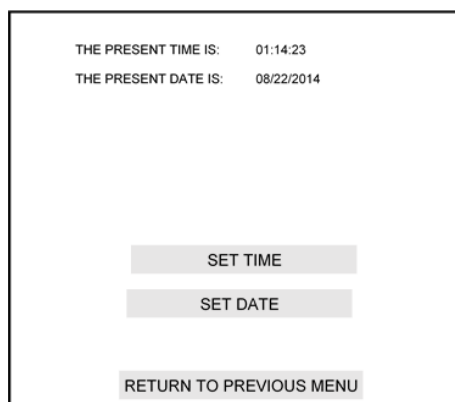 THE PRESENT TIME IS: 01:14:23
THE PRESENT DATE IS: 08/22/2014
SET TIME
SET DATE
RETURN TO PREVIOUS MENU